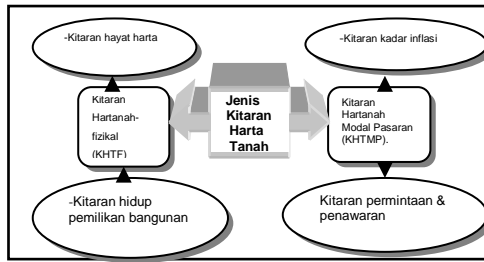 -Kitaran hayat harta
-Kitaran kadar inflasi
Kitaran
Hartanah-
fizikal
(KHTF)
Jenis
Kitaran
Harta
Tanah
Kitaran
Hartanah
Modal Pasaran
(KHTMP).
-Kitaran hidup
pemilikan bangunan
Kitaran permintaan &
penawaran